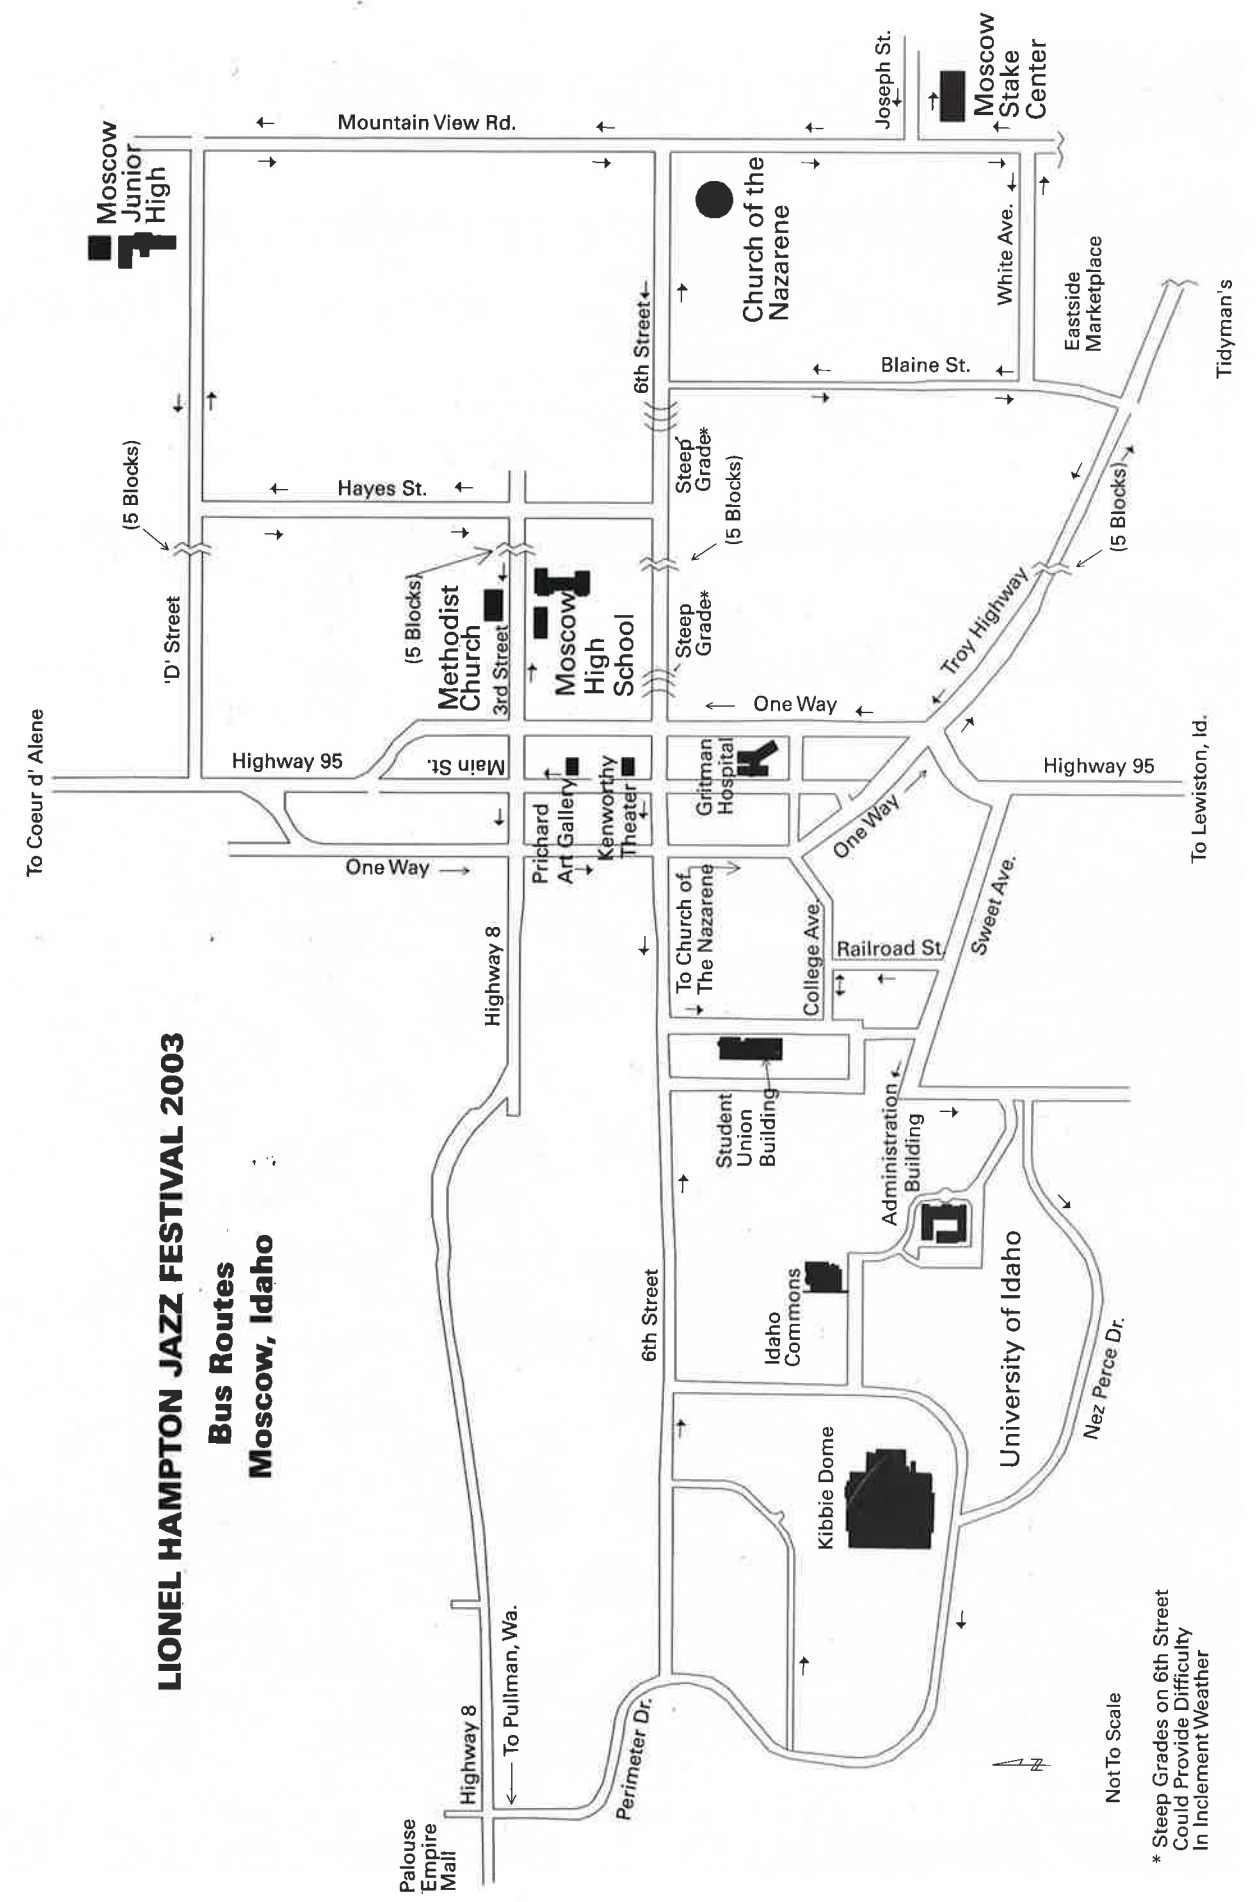 LIONEL HAMPTON JAZZ FESTIVAL 2003
Bus Routes
Moscow, Idaho
To Coeur d' Alene
'D' Street
(5 Blocks)
Moscow
Junior
High
Highway 95
Hayes St.
Mountain View Rd.
One Way
Main St.
(5 Blocks)
Methodist
Church
3rd Street
Palouse
Empire
Mall
Highway 8
To Pullman, Wa.
Highway 8
Prichard
Art Gallery
Kenworthy
Theater
Moscow
High
School
Perimeter Dr.
6th Street
6th Street
Steep
Grade*
(5 Blocks)
Steep
Grade*
To Church of
The Nazarene
Gritman
Hospital
One Way
Church of the
Nazarene
Student
Union
Building
Idaho
Commons
Kibbie Dome
College Ave.
Railroad St.
One Way
Blaine St.
Joseph St.
Moscow
Stake
Center
Administration
Building
University of Idaho
Sweet Ave.
Troy Highway
White Ave.
Eastside
Marketplace
(5 Blocks)
Nez Perce Dr.
Highway 95
To Lewiston, Id.
Tidyman's
N
Not To Scale
* Steep Grades on 6th Street
Could Provide Difficulty
In Inclement Weather